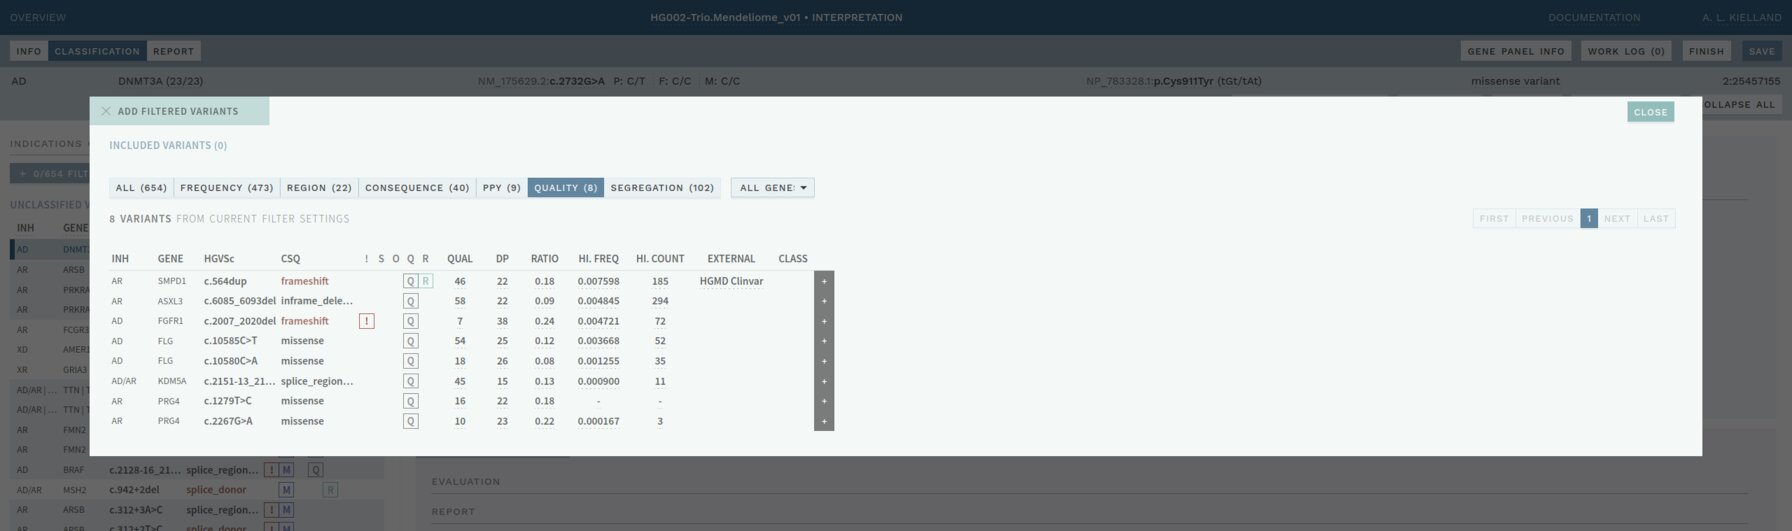 OVERVIEW HG002-Trio.Mendeliome_v01 • INTERPRETATION DOCUMENTATION A. L. KIELLAND
INFO CLASSIFICATION REPORT GENE PANEL INFO WORK LOG (0) FINISH SAVE
AD DNMT3A (23/23) NM_175629.2:c.2732G>A P: C/T F: C/C M: C/C NP_783328.1:p.Cys911Tyr (tGt/tAt) missense variant 2:25457155
× ADD FILTERED VARIANTS CLOSE OLLAPSE ALL
INDICATIONS
INCLUDED VARIANTS (0)
+ 0/654 FILT
ALL (654) FREQUENCY (473) REGION (22) CONSEQUENCE (40) PPY (9) QUALITY (8) SEGREGATION (102) ALL GENE
UNCLASSIFIED V
8 VARIANTS FROM CURRENT FILTER SETTINGS FIRST PREVIOUS 1 NEXT LAST
INH GENE
INH GENE HGVSc CSQ ! S O Q R QUAL DP RATIO HI. FREQ HI. COUNT EXTERNAL CLASS
AD DNMT
AR SMPD1 c.564dup frameshift Q R 46 22 0.18 0.007598 185 HGMD Clinvar +
AR ARSB
AR ASXL3 c.6085_6093del inframe_dele... Q 58 22 0.09 0.004845 294 +
AR PRKRA
AD FGFR1 c.2007_2020del frameshift ! Q 7 38 0.24 0.004721 72 +
AR PRKRA
AD FLG c.10585C>T missense Q 54 25 0.12 0.003668 52 +
AR FCGR3
AD FLG c.10580C>A missense Q 18 26 0.08 0.001255 35 +
XD AMER1
AD/AR KDM5A c.2151-13_21... splice_region... Q 45 15 0.13 0.000900 11 +
XR GRIA3
AR PRG4 c.1279T>C missense Q 16 22 0.18 - - +
AD/AR | ... TTN | T
AR PRG4 c.2267G>A missense Q 10 23 0.22 0.000167 3 +
AD/AR | ... TTN | T
AR FMN2
AR FMN2
AD BRAF c.2128-16_21... splice_region... ! M Q
EVALUATION
AD/AR MSH2 c.942+2del splice_donor M R
AR ARSB c.312+3A>C splice_region... ! M
REPORT
AR ARSB c.312+2T>C splice_donor ! M